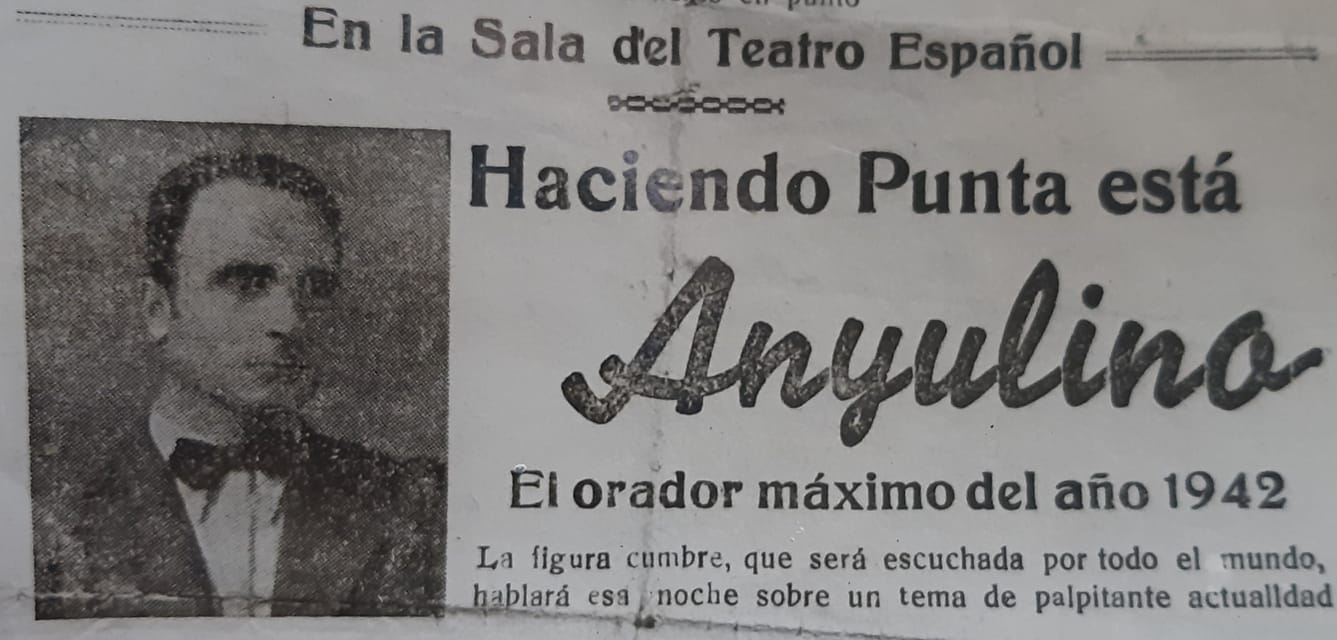 En la Sala del Teatro Español
Haciendo Punta está
Anyulino
El orador máximo del año 1942
La figura cumbre, que será escuchada por todo el mundo,
hablará esa noche sobre un tema de palpitante actualldad